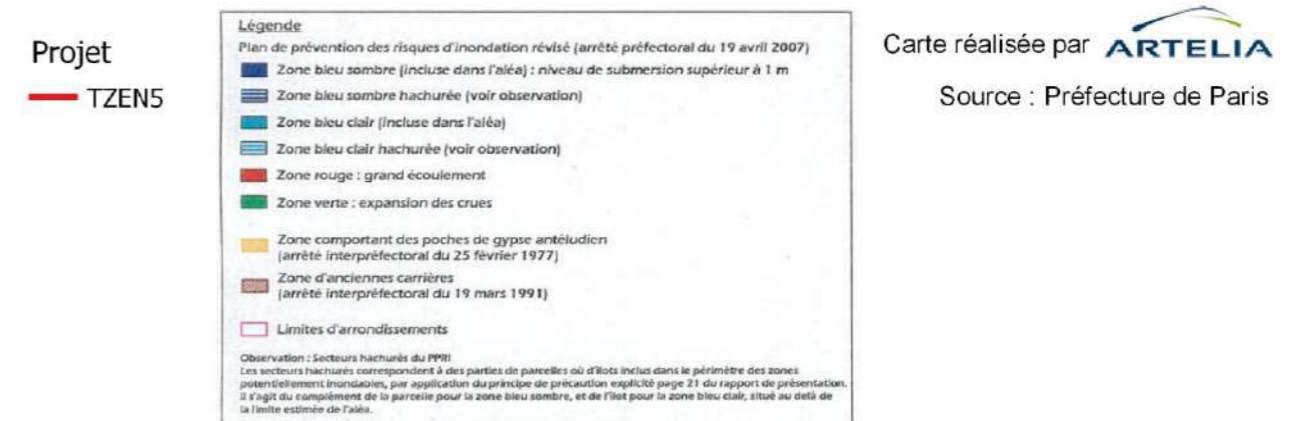 Projet
TZEN5
Légende
Plan de prévention des risques d'inondation révisé (arrêté préfectoral du 19 avril 2007)
Zone bleu sombre (incluse dans l'aléa) : niveau de submersion supérieur à 1 m
Zone bleu sombre hachurée (voir observation)
Zone bleu clair (incluse dans l'aléa)
Zone bleu clair hachurée (voir observation)
Zone rouge : grand écoulement
Zone verte : expansion des crues
Zone comportant des poches de gypse antéludien
(arrêté interpréfectoral du 25 février 1977)
Zone d'anciennes carrières
(arrêté interpréfectoral du 19 mars 1991)
Limites d'arrondissements
Observation : Secteurs hachurés du PPRI
Les secteurs hachurés correspondent à des parties de parcelles où d'îlots inclus dans le périmètre des zones
potentiellement inondables, par application du principe de précaution explicité page 21 du rapport de présentation.
Il s'agit du complément de la parcelle pour la zone bleu sombre, et de l'îlot pour la zone bleu clair, situé au delà de
la limite estimée de l'aléa.
Carte réalisée par ARTELIA
Source : Préfecture de Paris